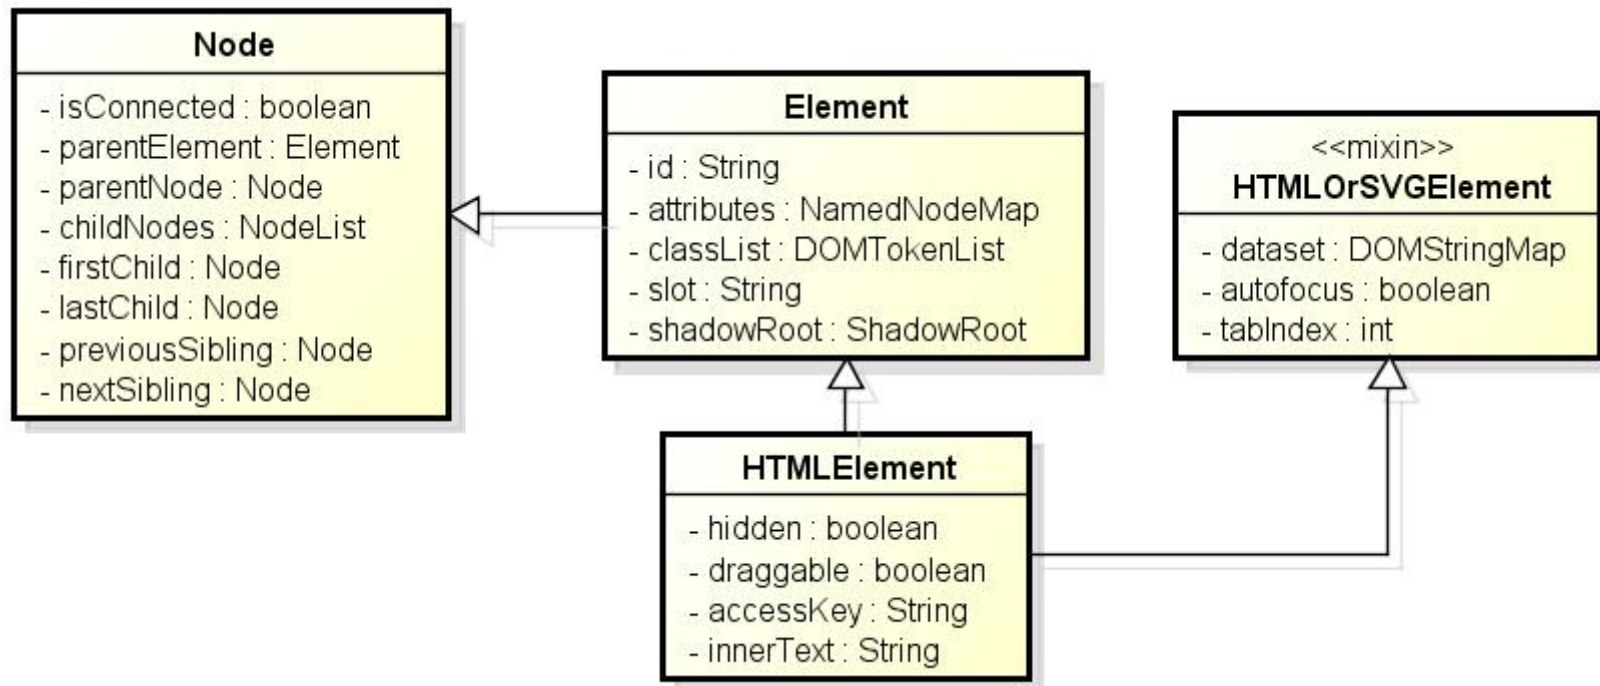 Node
- isConnected : boolean
- parentElement : Element
- parentNode : Node
- childNodes : NodeList
- firstChild : Node
- lastChild : Node
- previousSibling : Node
- nextSibling : Node
Element
- id : String
- attributes : NamedNodeMap
- classList : DOMTokenList
- slot : String
- shadowRoot : ShadowRoot
<<mixin>>
HTMLOrSVGElement
- dataset : DOMStringMap
- autofocus : boolean
- tabIndex : int
HTMLElement
- hidden : boolean
- draggable : boolean
- accessKey : String
- innerText : String